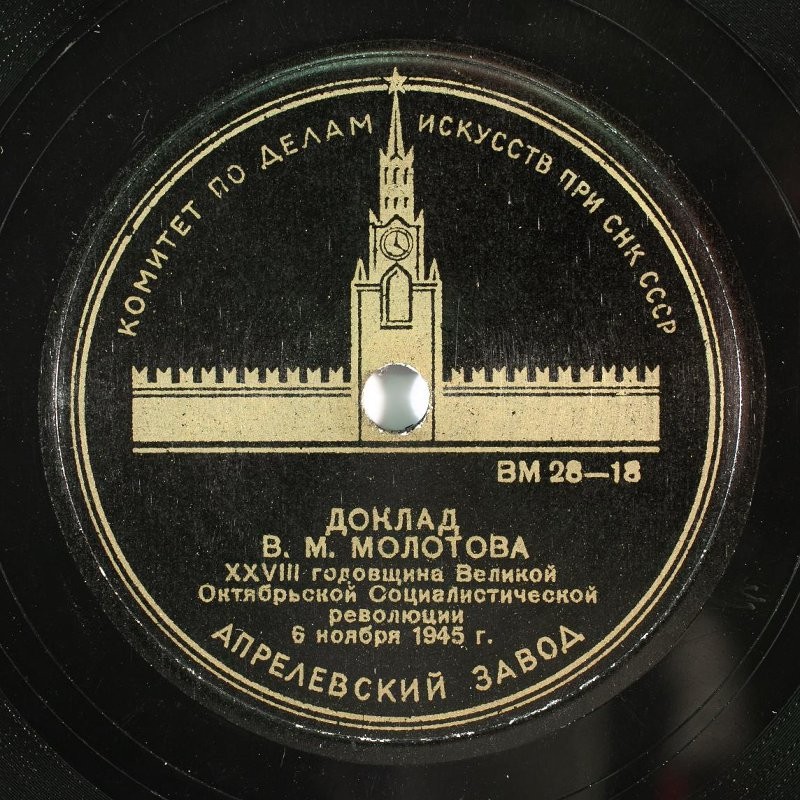 КОМИТЕТ ПО ДЕЛАМ ИСКУССТВ ПРИ СНК СССР
ВМ 28—18
ДОКЛАД
В. М. МОЛОТОВА
XXVIII годовщина Великой
Октябрьской Социалистической
революции
6 ноября 1945 г.
АПРЕЛЕВСКИЙ ЗАВОД